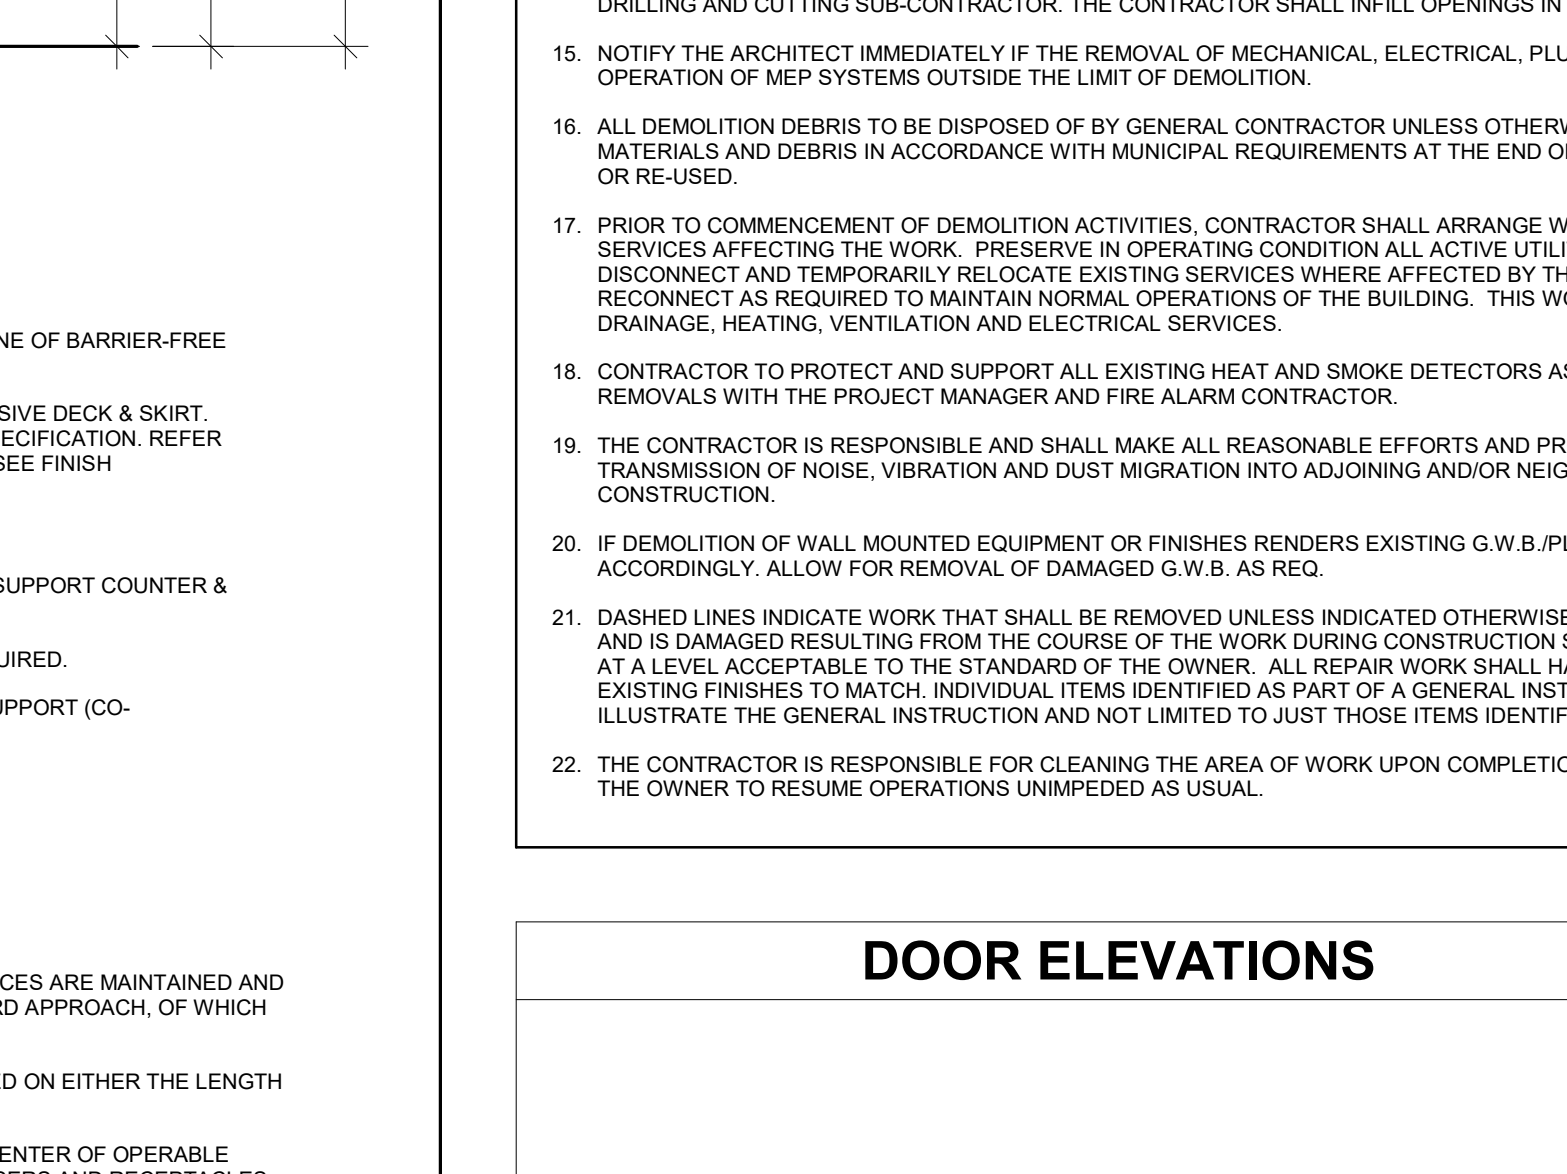 NE OF BARRIER-FREE
SIVE DECK & SKIRT.
ECIFICATION. REFER
SEE FINISH
SUPPORT COUNTER &
UIRED.
UPPORT (CO-
CES ARE MAINTAINED AND
RD APPROACH, OF WHICH
ED ON EITHER THE LENGTH
ENTER OF OPERABLE
DRILLING AND CUTTING SUB-CONTRACTOR. THE CONTRACTOR SHALL INFILL OPENINGS IN
15. NOTIFY THE ARCHITECT IMMEDIATELY IF THE REMOVAL OF MECHANICAL, ELECTRICAL, PLU
OPERATION OF MEP SYSTEMS OUTSIDE THE LIMIT OF DEMOLITION.
16. ALL DEMOLITION DEBRIS TO BE DISPOSED OF BY GENERAL CONTRACTOR UNLESS OTHERW
MATERIALS AND DEBRIS IN ACCORDANCE WITH MUNICIPAL REQUIREMENTS AT THE END O
OR RE-USED.
17. PRIOR TO COMMENCEMENT OF DEMOLITION ACTIVITIES, CONTRACTOR SHALL ARRANGE W
SERVICES AFFECTING THE WORK.  PRESERVE IN OPERATING CONDITION ALL ACTIVE UTILI
DISCONNECT AND TEMPORARILY RELOCATE EXISTING SERVICES WHERE AFFECTED BY TH
RECONNECT AS REQUIRED TO MAINTAIN NORMAL OPERATIONS OF THE BUILDING.  THIS WO
DRAINAGE, HEATING, VENTILATION AND ELECTRICAL SERVICES.
18. CONTRACTOR TO PROTECT AND SUPPORT ALL EXISTING HEAT AND SMOKE DETECTORS AS
REMOVALS WITH THE PROJECT MANAGER AND FIRE ALARM CONTRACTOR.
19. THE CONTRACTOR IS RESPONSIBLE AND SHALL MAKE ALL REASONABLE EFFORTS AND PR
TRANSMISSION OF NOISE, VIBRATION AND DUST MIGRATION INTO ADJOINING AND/OR NEIG
CONSTRUCTION.
20. IF DEMOLITION OF WALL MOUNTED EQUIPMENT OR FINISHES RENDERS EXISTING G.W.B./PL
ACCORDINGLY. ALLOW FOR REMOVAL OF DAMAGED G.W.B. AS REQ.
21. DASHED LINES INDICATE WORK THAT SHALL BE REMOVED UNLESS INDICATED OTHERWISE
AND IS DAMAGED RESULTING FROM THE COURSE OF THE WORK DURING CONSTRUCTION S
AT A LEVEL ACCEPTABLE TO THE STANDARD OF THE OWNER.  ALL REPAIR WORK SHALL HA
EXISTING FINISHES TO MATCH. INDIVIDUAL ITEMS IDENTIFIED AS PART OF A GENERAL INST
ILLUSTRATE THE GENERAL INSTRUCTION AND NOT LIMITED TO JUST THOSE ITEMS IDENTIF
22. THE CONTRACTOR IS RESPONSIBLE FOR CLEANING THE AREA OF WORK UPON COMPLETIO
THE OWNER TO RESUME OPERATIONS UNIMPEDED AS USUAL.
DOOR ELEVATIONS